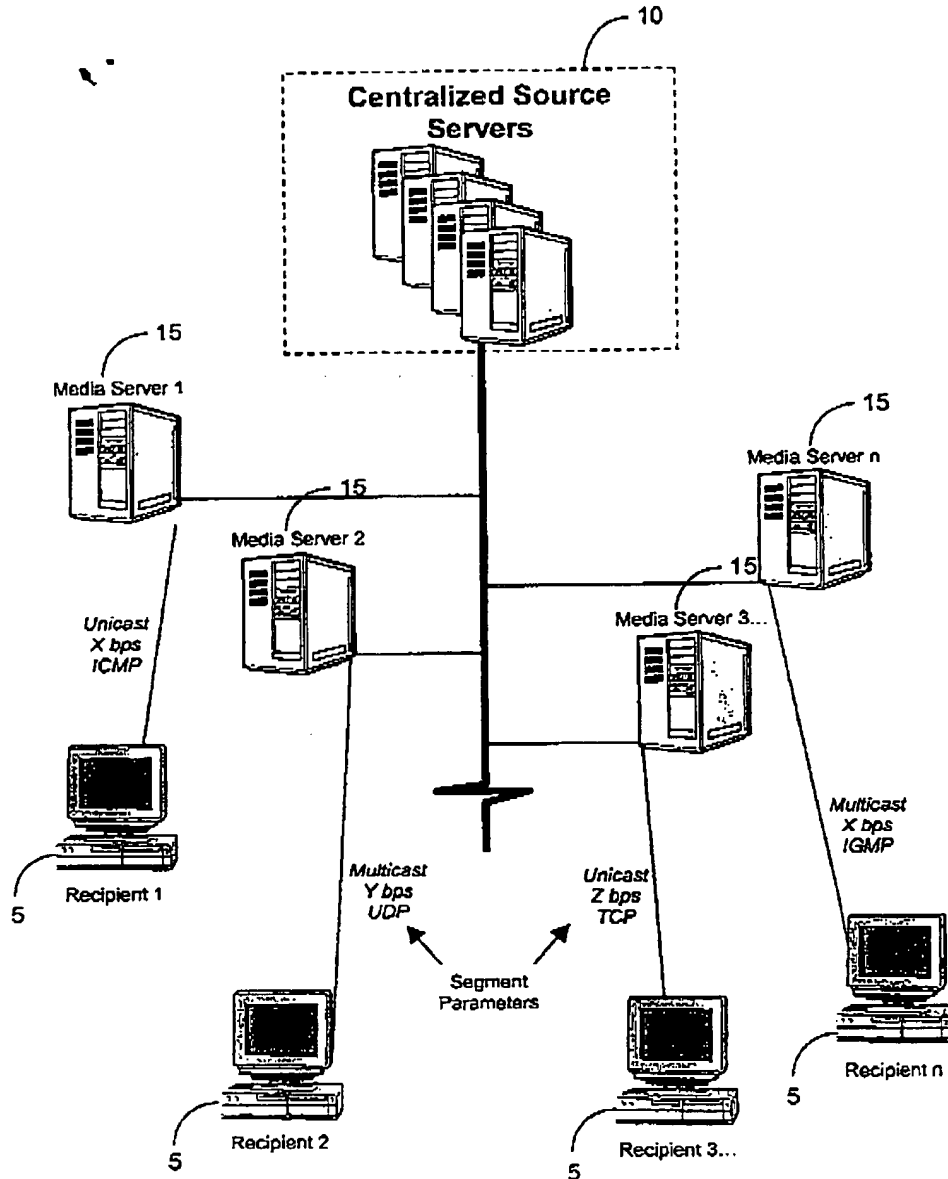 10
Centralized Source
Servers
15
Media Server 1
15
Media Server n
15
Media Server 2
15
Media Server 3...
Unicast
X bps
ICMP
Multicast
X bps
IGMP
Multicast
Y bps
UDP
Unicast
Z bps
TCP
5
Recipient 1
Segment
Parameters
5
Recipient n
5
Recipient 2
5
Recipient 3...